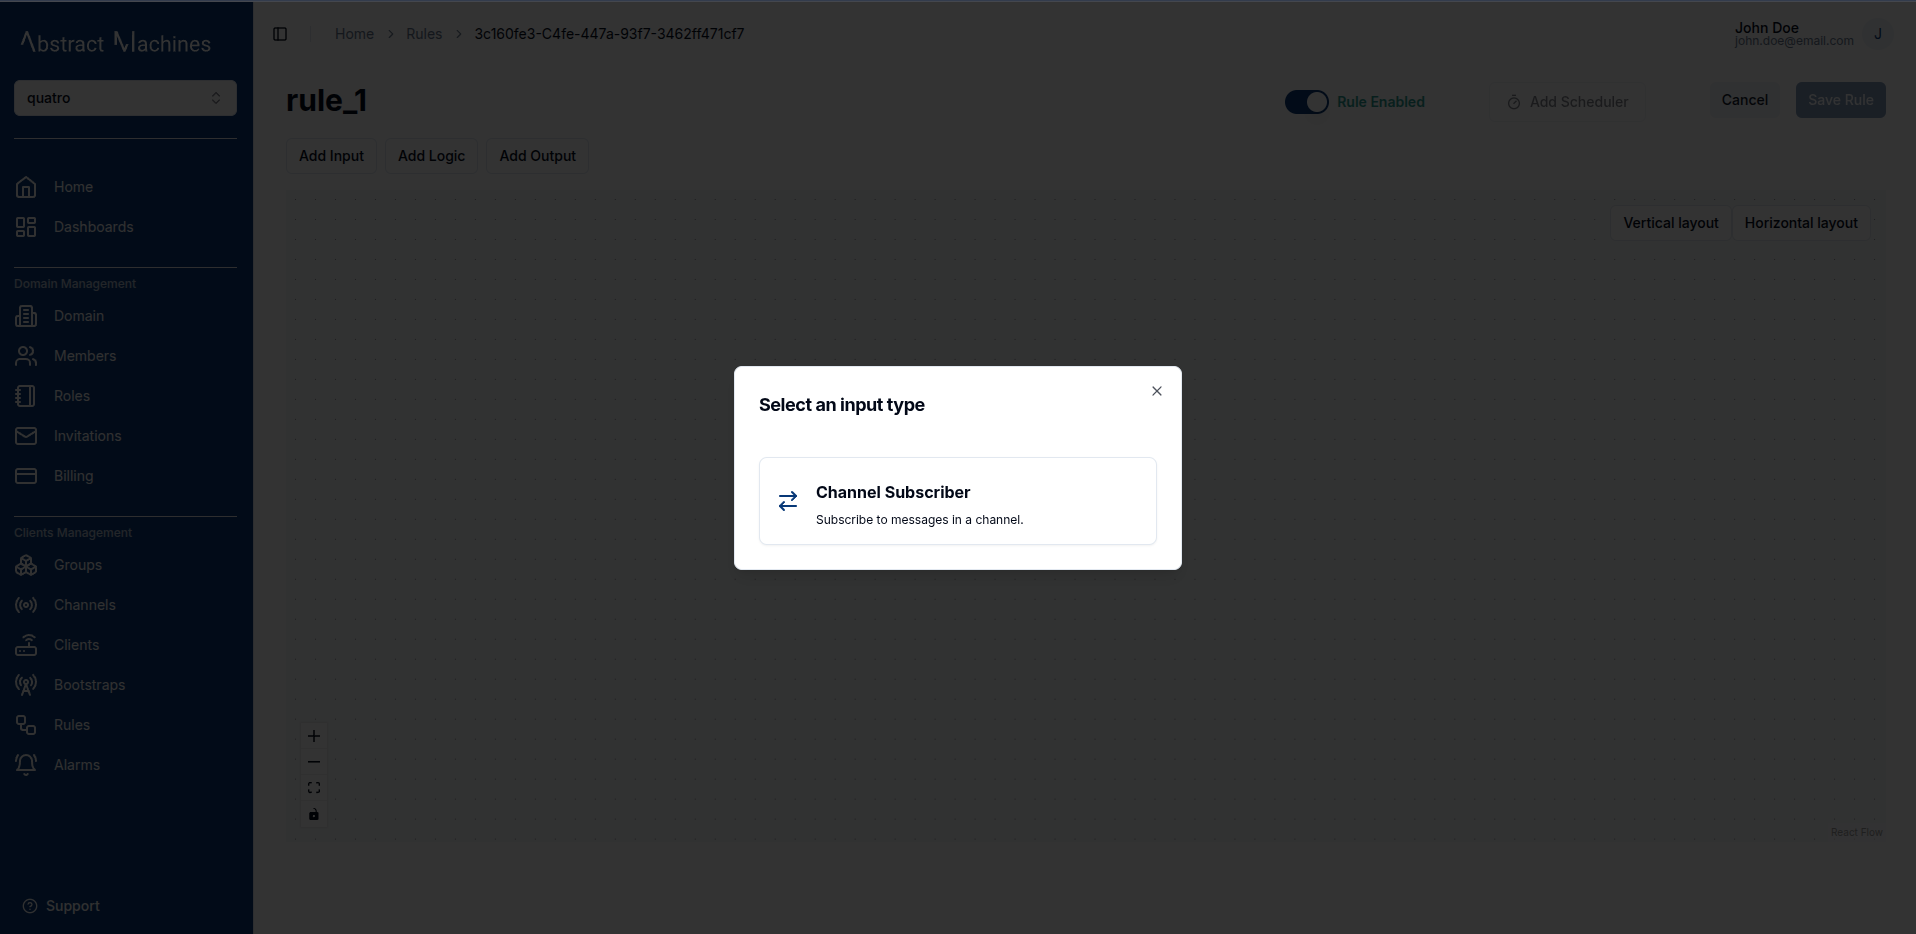 Abstract Machines
quatro
Home
Dashboards
Domain Management
Domain
Members
Roles
Invitations
Billing
Clients Management
Groups
Channels
Clients
Bootstraps
Rules
Alarms
Support
Home > Rules > 3c160fe3-C4fe-447a-93f7-3462ff471cf7
John Doe
john.doe@email.com
J
rule_1
Rule Enabled
Add Scheduler
Cancel
Save Rule
Add Input
Add Logic
Add Output
Vertical layout
Horizontal layout
Select an input type
Channel Subscriber
Subscribe to messages in a channel.
React Flow